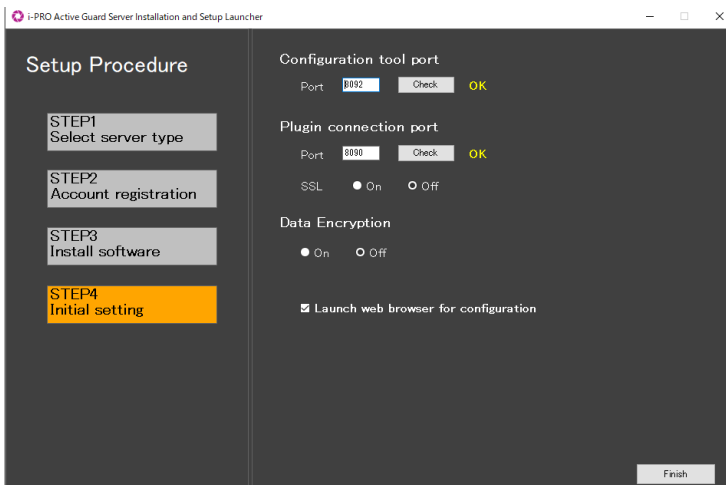 i-PRO Active Guard Server Installation and Setup Launcher
Setup Procedure
STEP1
Select server type
STEP2
Account registration
STEP3
Install software
STEP4
Initial setting
Configuration tool port
Port 8092 Check OK
Plugin connection port
Port 8090 Check OK
SSL On Off
Data Encryption
On Off
Launch web browser for configuration
Finish